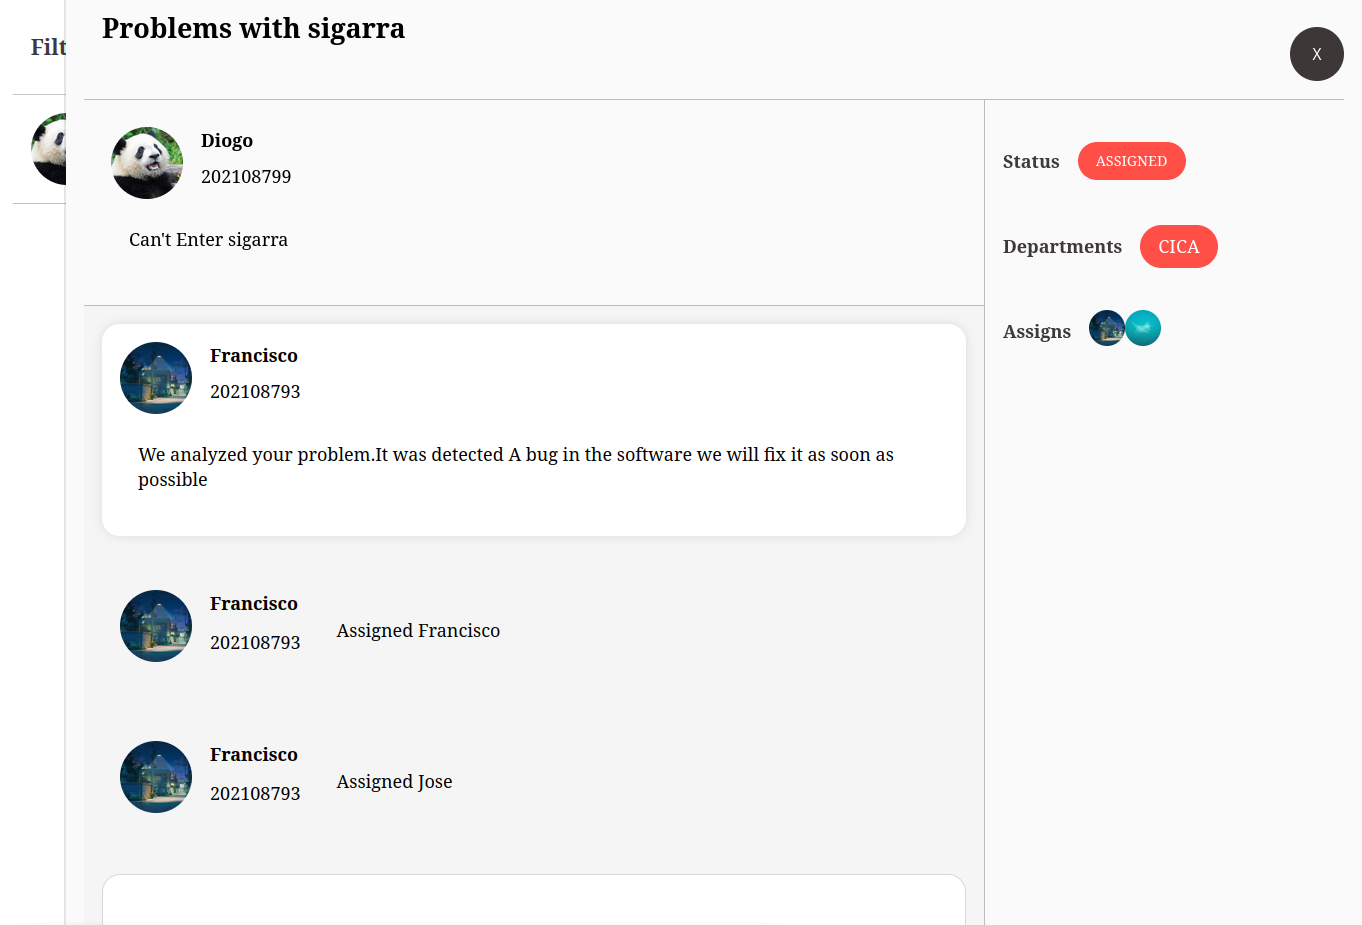 Problems with sigarra
Filt
X
Diogo
202108799
Can't Enter sigarra
Status
ASSIGNED
Departments
CICA
Assigns
Francisco
202108793
We analyzed your problem.It was detected A bug in the software we will fix it as soon as
possible
Francisco
202108793
Assigned Francisco
Francisco
202108793
Assigned Jose